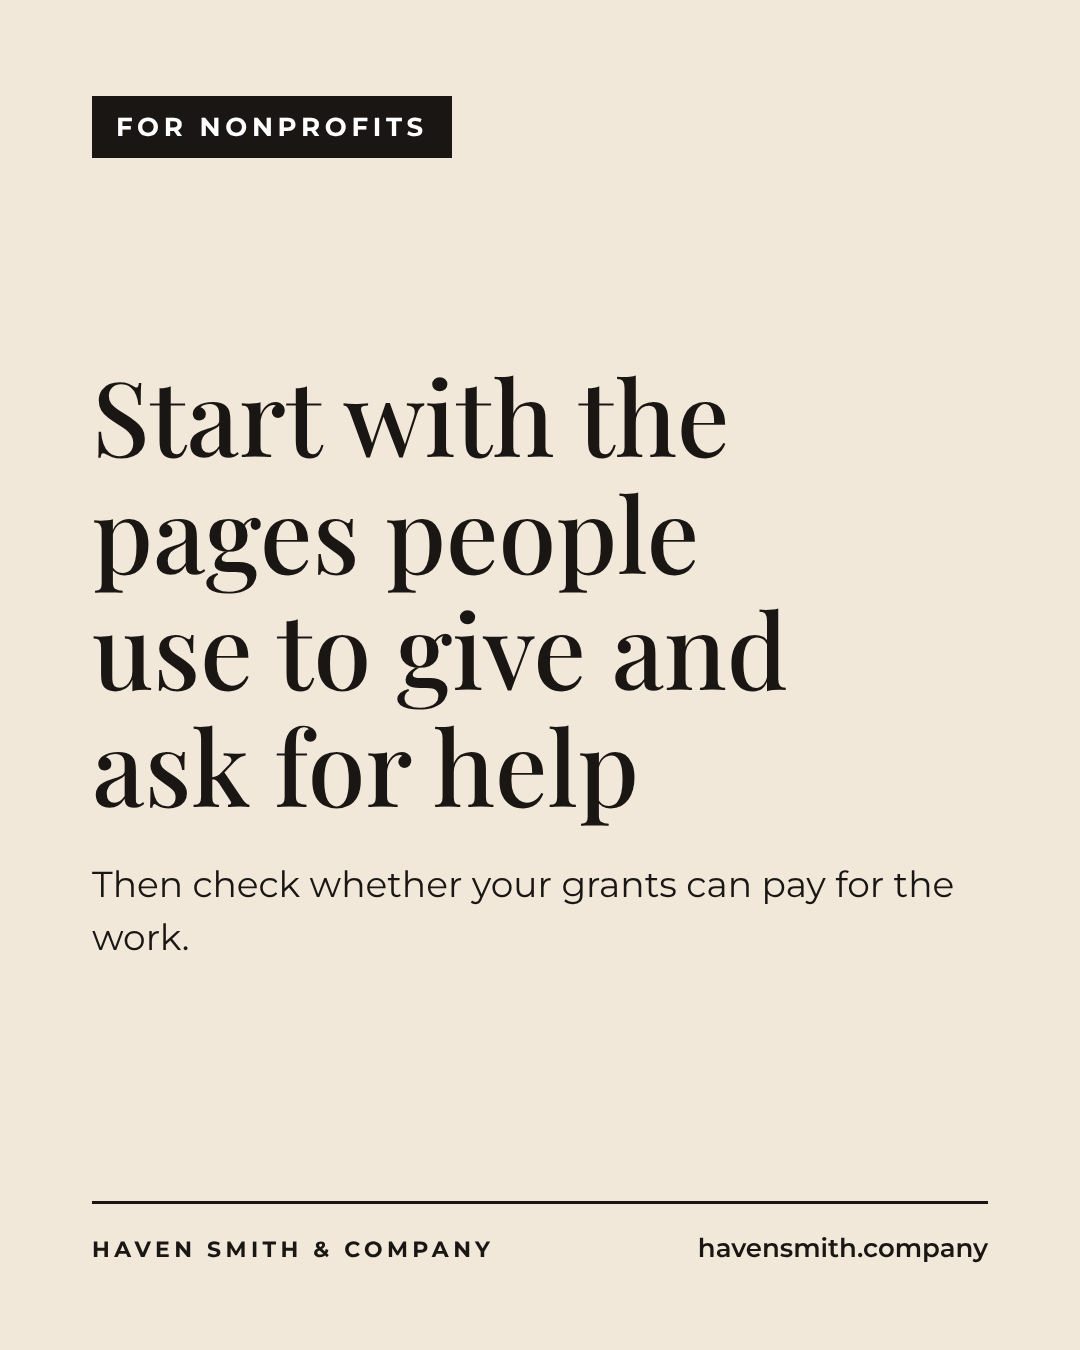 FOR NONPROFITS
Start with the
pages people
use to give and
ask for help
Then check whether your grants can pay for the
work.
HAVEN SMITH & COMPANY
havensmith.company